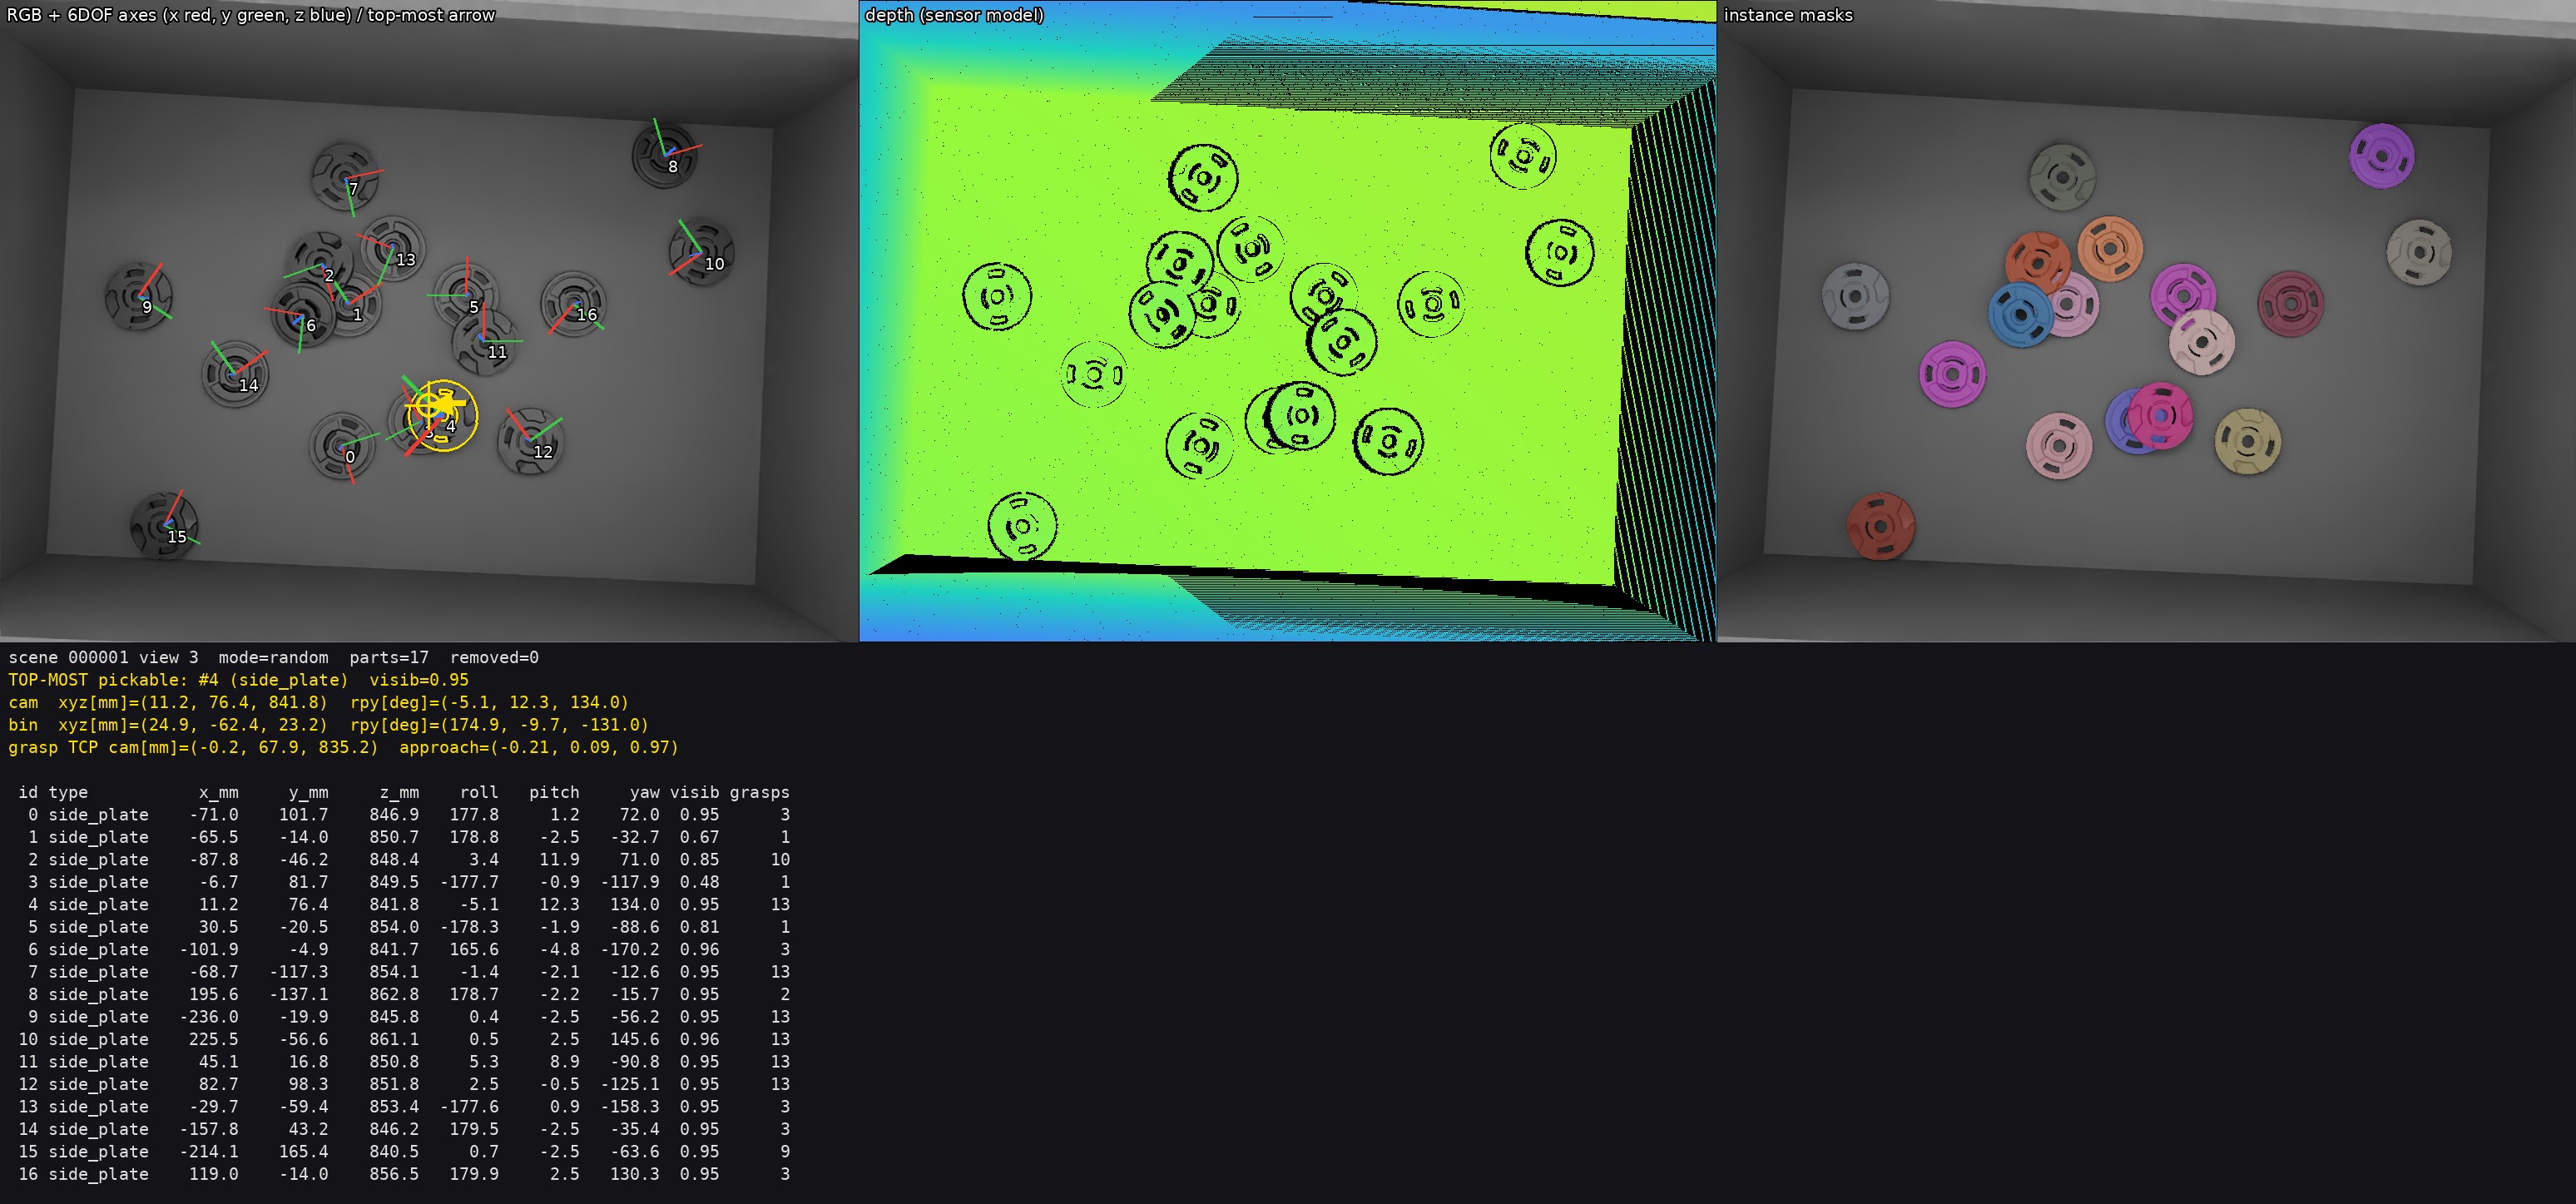 RGB + 6DOF axes (x red, y green, z blue) / top-most arrow
depth (sensor model)
instance masks
8
7
13
10
2
9
1
5
16
6
11
14
3
4
12
0
15
scene 000001 view 3 mode=random parts=17 removed=0
TOP-MOST pickable: #4 (side_plate) visib=0.95
cam xyz[mm]=(11.2, 76.4, 841.8) rpy[deg]=(-5.1, 12.3, 134.0)
bin xyz[mm]=(24.9, -62.4, 23.2) rpy[deg]=(174.9, -9.7, -131.0)
grasp TCP cam[mm]=(-0.2, 67.9, 835.2) approach=(-0.21, 0.09, 0.97)
id type x_mm y_mm z_mm roll pitch yaw visib grasps
0 side_plate -71.0 101.7 846.9 177.8 1.2 72.0 0.95 3
1 side_plate -65.5 -14.0 850.7 178.8 -2.5 -32.7 0.67 1
2 side_plate -87.8 -46.2 848.4 3.4 11.9 71.0 0.85 10
3 side_plate -6.7 81.7 849.5 -177.7 -0.9 -117.9 0.48 1
4 side_plate 11.2 76.4 841.8 -5.1 12.3 134.0 0.95 13
5 side_plate 30.5 -20.5 854.0 -178.3 -1.9 -88.6 0.81 1
6 side_plate -101.9 -4.9 841.7 165.6 -4.8 -170.2 0.96 3
7 side_plate -68.7 -117.3 854.1 -1.4 -2.1 -12.6 0.95 13
8 side_plate 195.6 -137.1 862.8 178.7 -2.2 -15.7 0.95 2
9 side_plate -236.0 -19.9 845.8 0.4 -2.5 -56.2 0.95 13
10 side_plate 225.5 -56.6 861.1 0.5 2.5 145.6 0.96 13
11 side_plate 45.1 16.8 850.8 5.3 8.9 -90.8 0.95 13
12 side_plate 82.7 98.3 851.8 2.5 -0.5 -125.1 0.95 13
13 side_plate -29.7 -59.4 853.4 -177.6 0.9 -158.3 0.95 3
14 side_plate -157.8 43.2 846.2 179.5 -2.5 -35.4 0.95 3
15 side_plate -214.1 165.4 840.5 0.7 -2.5 -63.6 0.95 9
16 side_plate 119.0 -14.0 856.5 179.9 2.5 130.3 0.95 3